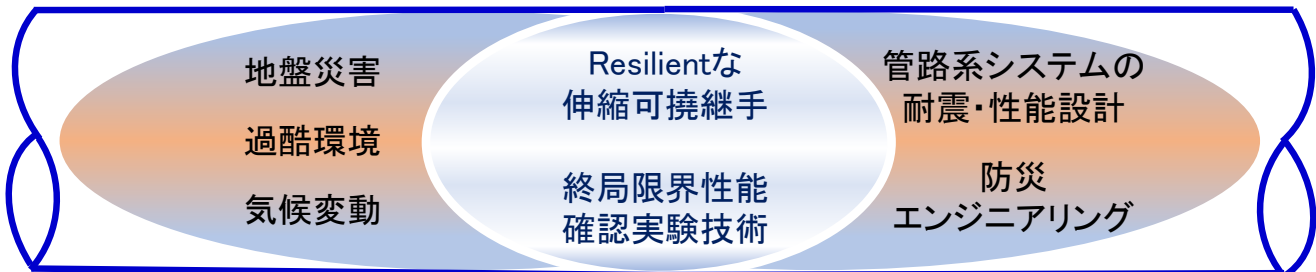 地盤災害
過酷環境
気候変動
Resilientな
伸縮可撓継手
終局限界性能
確認実験技術
管路系システムの
耐震・性能設計
防災
エンジニアリング